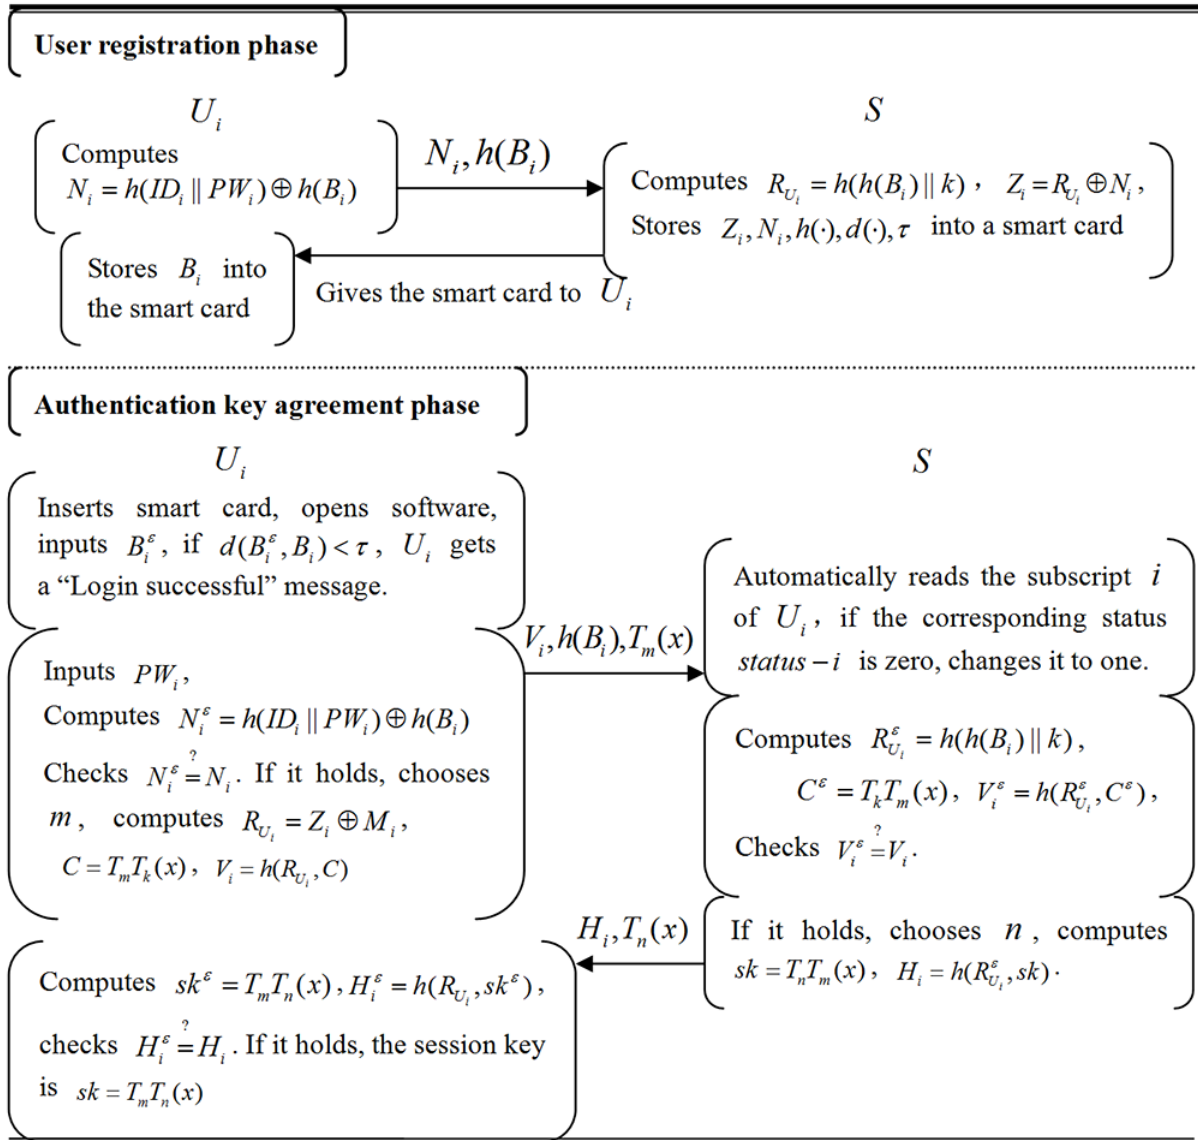 User registration phase
U_i
S
Computes
N_i = h(ID_i || PW_i) ⊕ h(B_i)
N_i, h(B_i)
Computes R_{U_i} = h(h(B_i) || k), Z_i = R_{U_i} ⊕ N_i,
Stores Z_i, N_i, h(·), d(·), τ into a smart card
Stores B_i into
the smart card
Gives the smart card to U_i
Authentication key agreement phase
U_i
S
Inserts smart card, opens software,
inputs B_i^ε, if d(B_i^ε, B_i) < τ, U_i gets
a “Login successful” message.
V_i, h(B_i), T_m(x)
Automatically reads the subscript i
of U_i, if the corresponding status
status − i is zero, changes it to one.
Inputs PW_i,
Computes N_i^ε = h(ID_i || PW_i) ⊕ h(B_i)
Checks N_i^ε =? N_i. If it holds, chooses
m, computes R_{U_i} = Z_i ⊕ M_i,
C = T_m T_k(x), V_i = h(R_{U_i}, C)
Computes R_{U_i}^ε = h(h(B_i) || k),
C^ε = T_k T_m(x), V_i^ε = h(R_{U_i}^ε, C^ε),
Checks V_i^ε =? V_i.
If it holds, chooses n, computes
sk = T_n T_m(x), H_i = h(R_{U_i}^ε, sk).
H_i, T_n(x)
Computes sk^ε = T_m T_n(x), H_i^ε = h(R_{U_i}, sk^ε),
checks H_i^ε =? H_i. If it holds, the session key
is sk = T_m T_n(x)